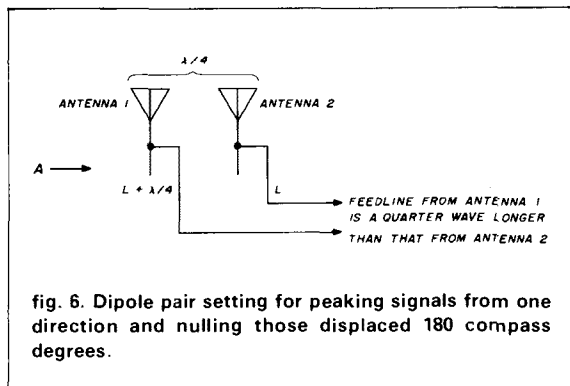 λ/4
ANTENNA 1
ANTENNA 2
A
L + λ/4
L
FEEDLINE FROM ANTENNA 1
IS A QUARTER WAVE LONGER
THAN THAT FROM ANTENNA 2
fig. 6. Dipole pair setting for peaking signals from one
direction and nulling those displaced 180 compass
degrees.